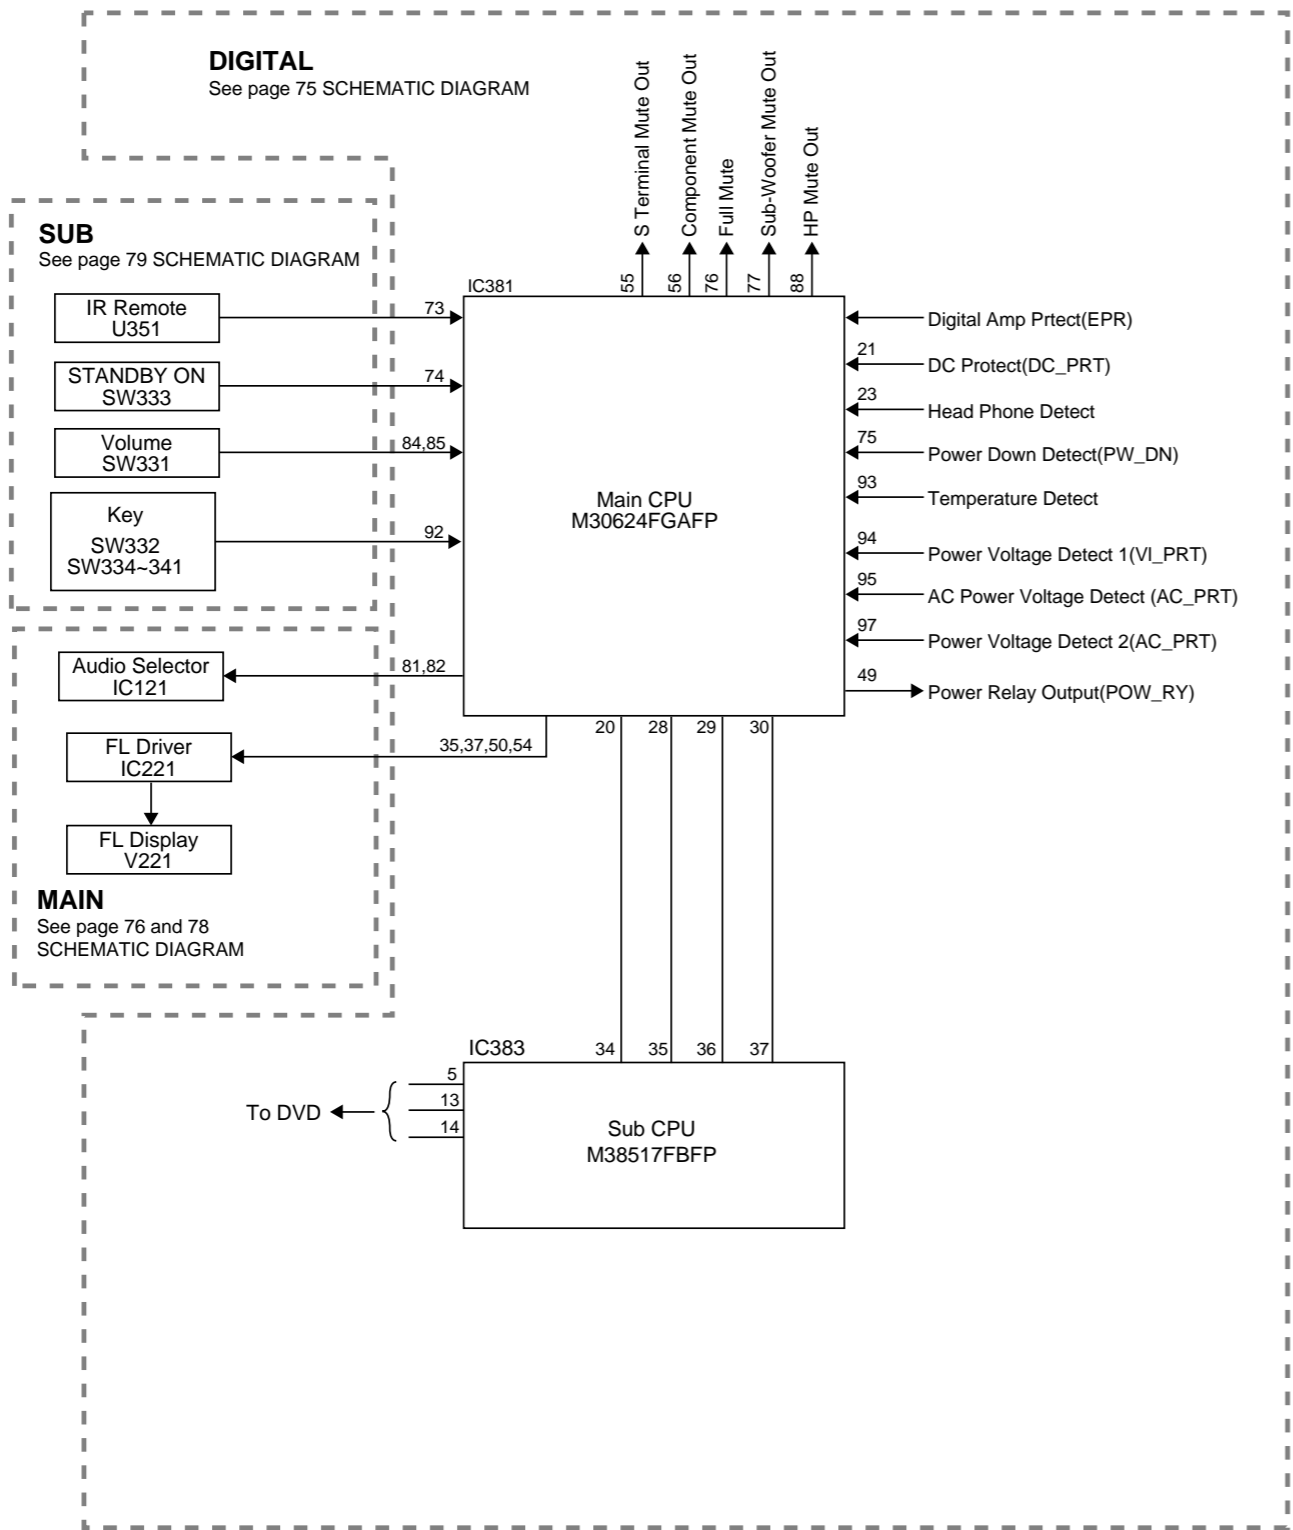 DIGITAL
See page 75 SCHEMATIC DIAGRAM
S Terminal Mute Out
Component Mute Out
Full Mute
Sub-Woofer Mute Out
HP Mute Out
55
56
76
77
88
SUB
See page 79 SCHEMATIC DIAGRAM
IR Remote
U351
73
STANDBY ON
SW333
74
Volume
SW331
84,85
Key
SW332
SW334~341
92
IC381
Main CPU
M30624FGAFP
Digital Amp Prtect(EPR)
21
DC Protect(DC_PRT)
23
Head Phone Detect
75
Power Down Detect(PW_DN)
93
Temperature Detect
94
Power Voltage Detect 1(VI_PRT)
95
AC Power Voltage Detect (AC_PRT)
97
Power Voltage Detect 2(AC_PRT)
49
Power Relay Output(POW_RY)
Audio Selector
IC121
81,82
FL Driver
IC221
35,37,50,54
FL Display
V221
MAIN
See page 76 and 78
SCHEMATIC DIAGRAM
20
28
29
30
IC383
34
35
36
37
To DVD
5
13
14
Sub CPU
M38517FBFP